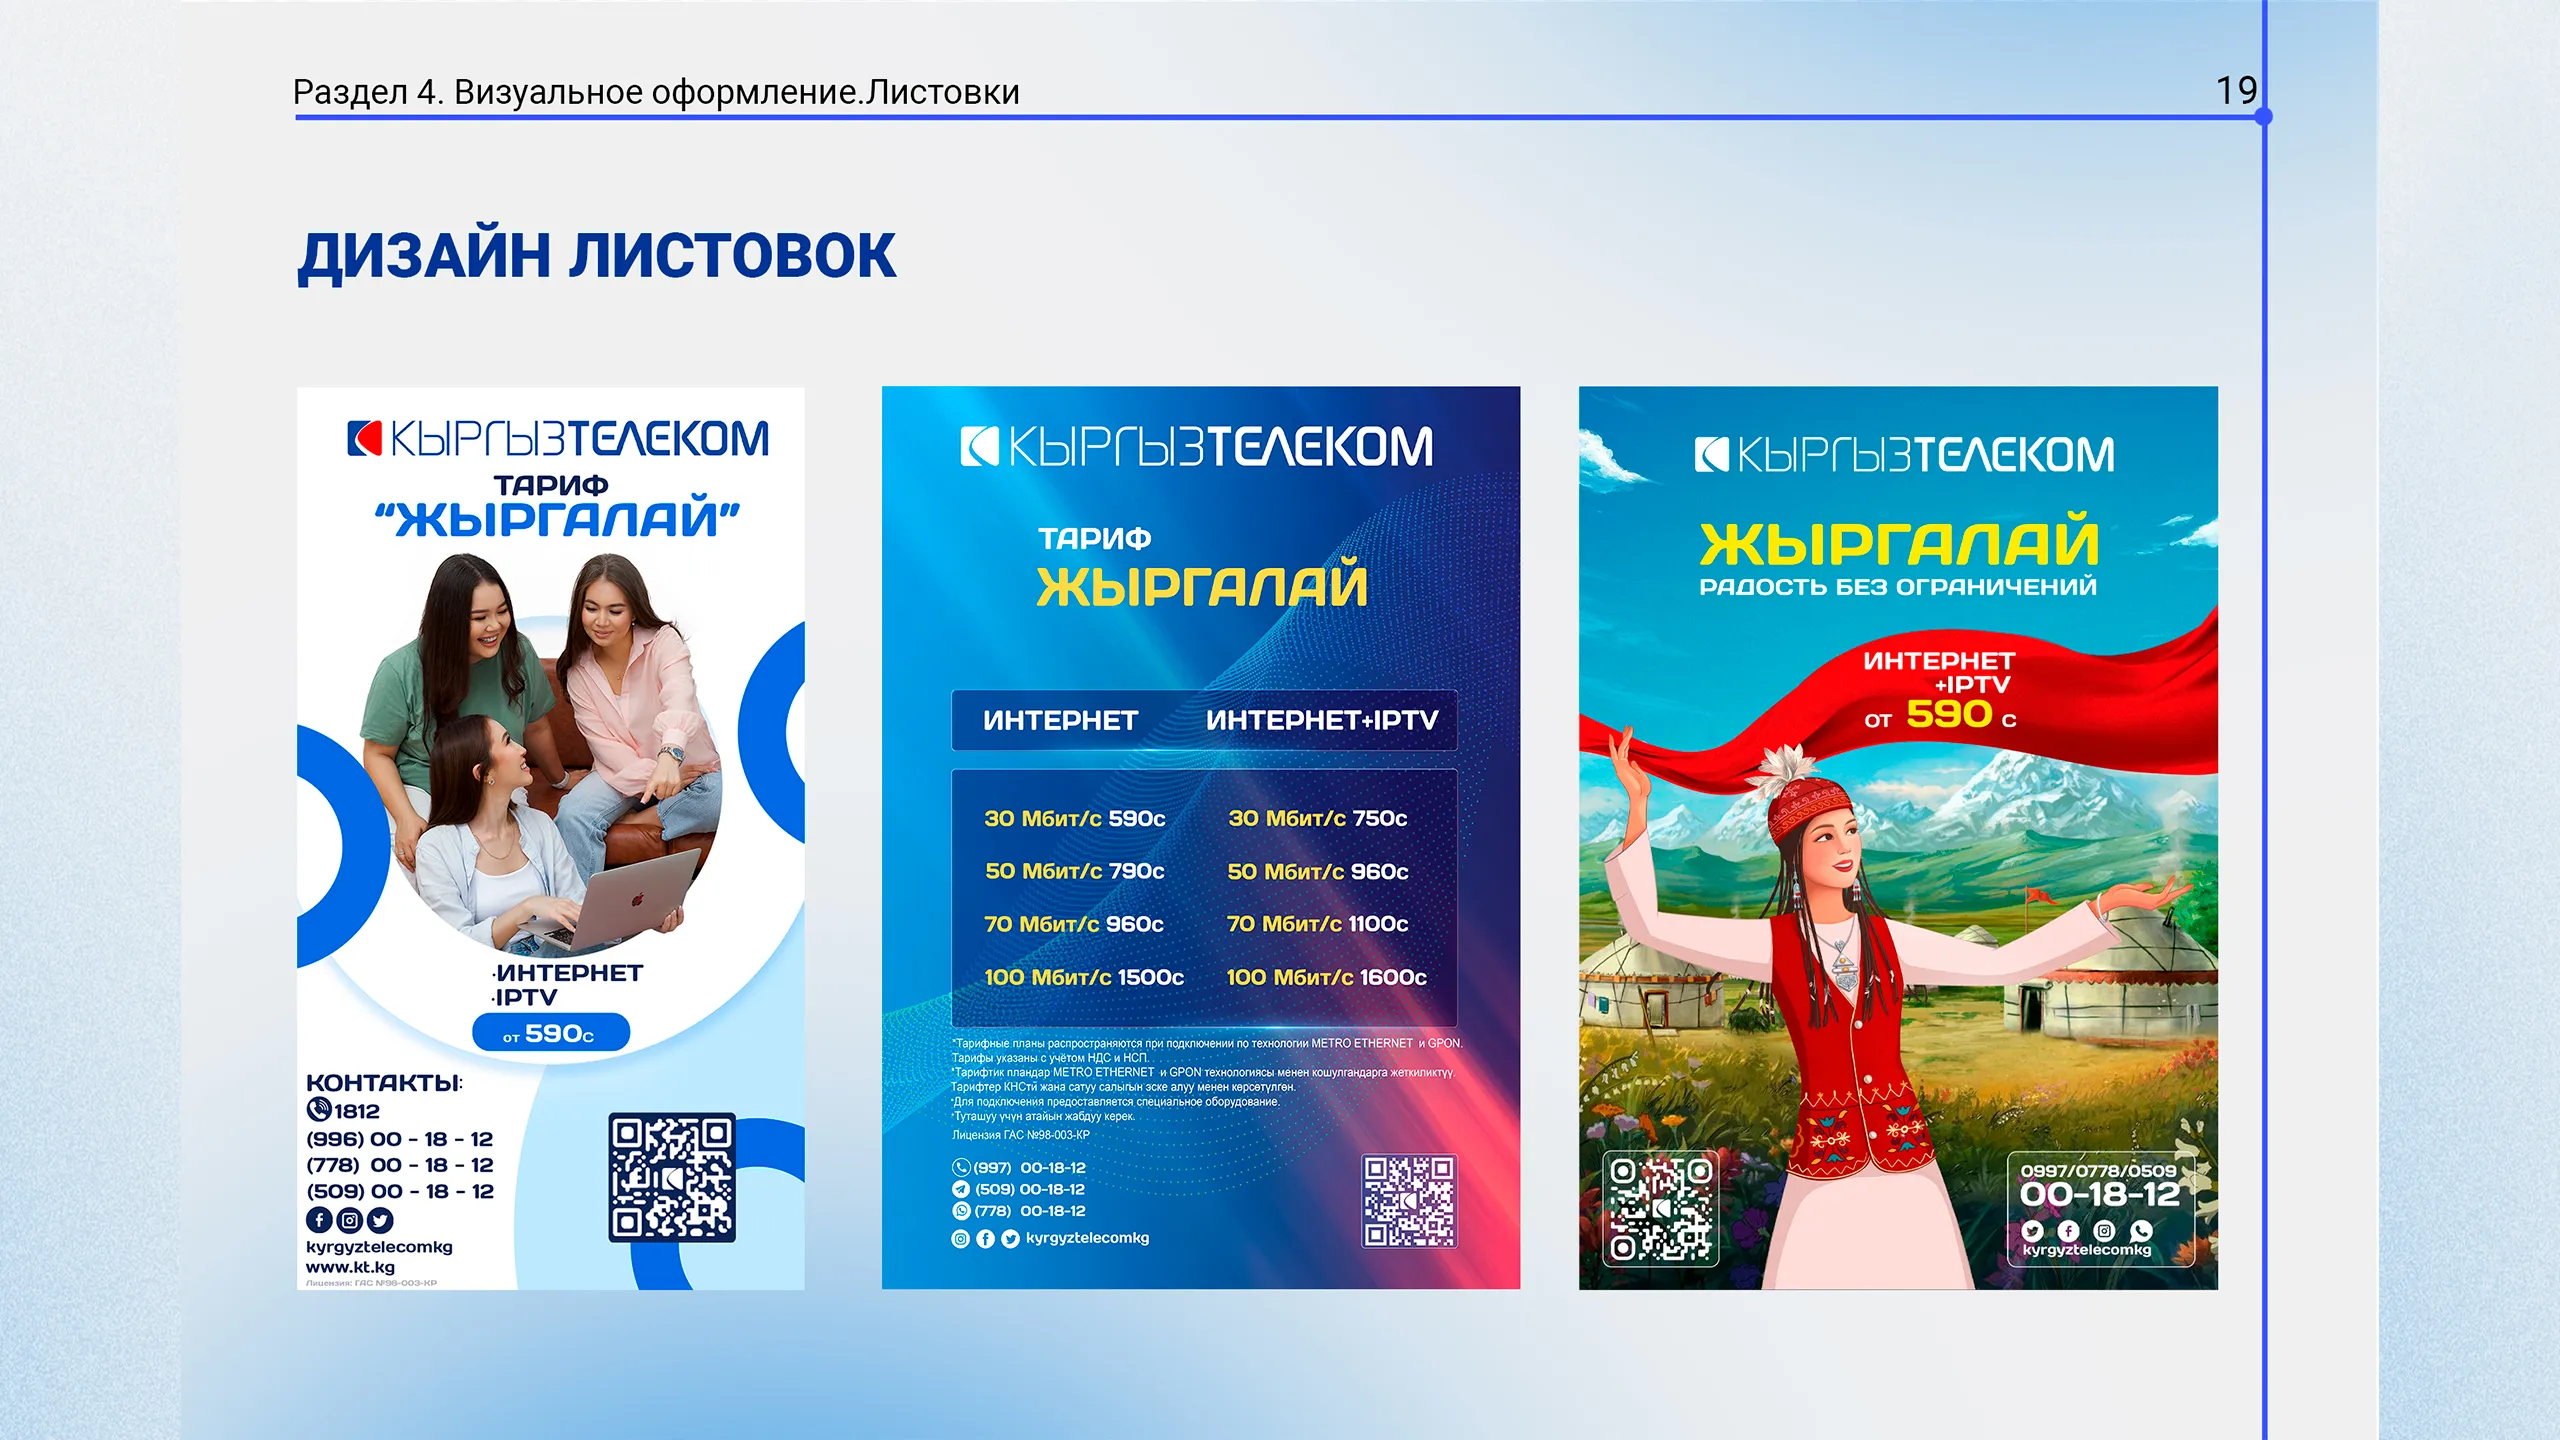 Раздел 4. Визуальное оформление.Листовки
19
ДИЗАЙН ЛИСТОВОК
КЫРГЫЗТЕЛЕКОМ
ТАРИФ
“ЖЫРГАЛАЙ”
·ИНТЕРНЕТ
·IPTV
от 590с
КОНТАКТЫ:
1812
(996) 00 - 18 - 12
(778) 00 - 18 - 12
(509) 00 - 18 - 12
kyrgyztelecomkg
www.kt.kg
Лицензия: ГАС №98-003-КР
КЫРГЫЗТЕЛЕКОМ
ТАРИФ
ЖЫРГАЛАЙ
ИНТЕРНЕТ ИНТЕРНЕТ+IPTV
30 Мбит/с 590с 30 Мбит/с 750с
50 Мбит/с 790с 50 Мбит/с 960с
70 Мбит/с 960с 70 Мбит/с 1100с
100 Мбит/с 1500с 100 Мбит/с 1600с
*Тарифные планы распространяются при подключении по технологии METRO ETHERNET и GPON.
Тарифы указаны с учётом НДС и НСП.
*Тарифтик пландар METRO ETHERNET и GPON технологиясы менен кошулгандарга жеткиликтүү.
Тарифтер КНСти жана сатуу салыгын эске алуу менен көрсөтүлгөн.
*Для подключения предоставляется специальное оборудование.
*Туташуу үчүн атайын жабдуу керек.
Лицензия ГАС №98-003-КР
(997) 00-18-12
(509) 00-18-12
(778) 00-18-12
kyrgyztelecomkg
КЫРГЫЗТЕЛЕКОМ
ЖЫРГАЛАЙ
РАДОСТЬ БЕЗ ОГРАНИЧЕНИЙ
ИНТЕРНЕТ
+IPTV
от 590 с
0997/0778/0509
00-18-12
kyrgyztelecomkg